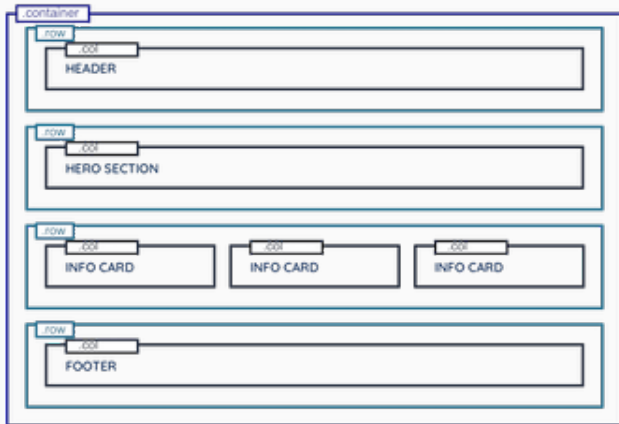 .container
.row
.col
HEADER
.row
.col
HERO SECTION
.row
.col .col .col
INFO CARD INFO CARD INFO CARD
.row
.col
FOOTER